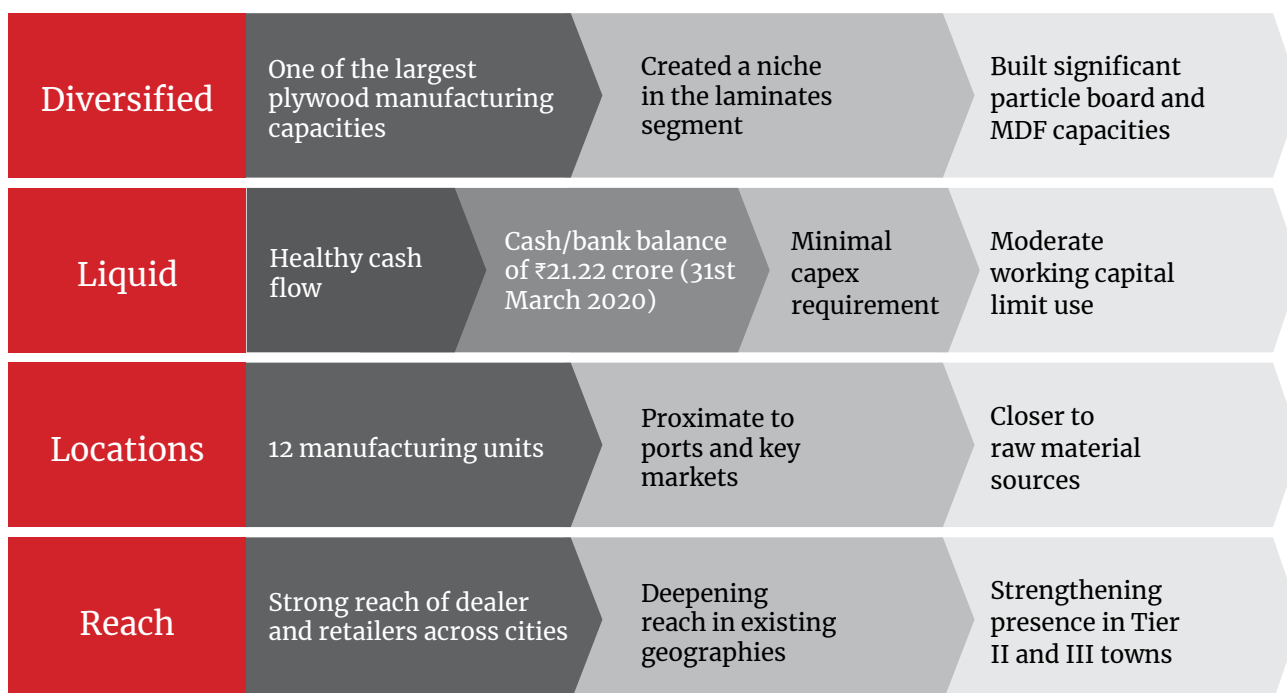 Diversified
One of the largest
plywood manufacturing
capacities
Created a niche
in the laminates
segment
Built significant
particle board and
MDF capacities
Liquid
Healthy cash
flow
Cash/bank balance
of ₹21.22 crore (31st
March 2020)
Minimal
capex
requirement
Moderate
working capital
limit use
Locations
12 manufacturing units
Proximate to
ports and key
markets
Closer to
raw material
sources
Reach
Strong reach of dealer
and retailers across cities
Deepening
reach in existing
geographies
Strengthening
presence in Tier
II and III towns